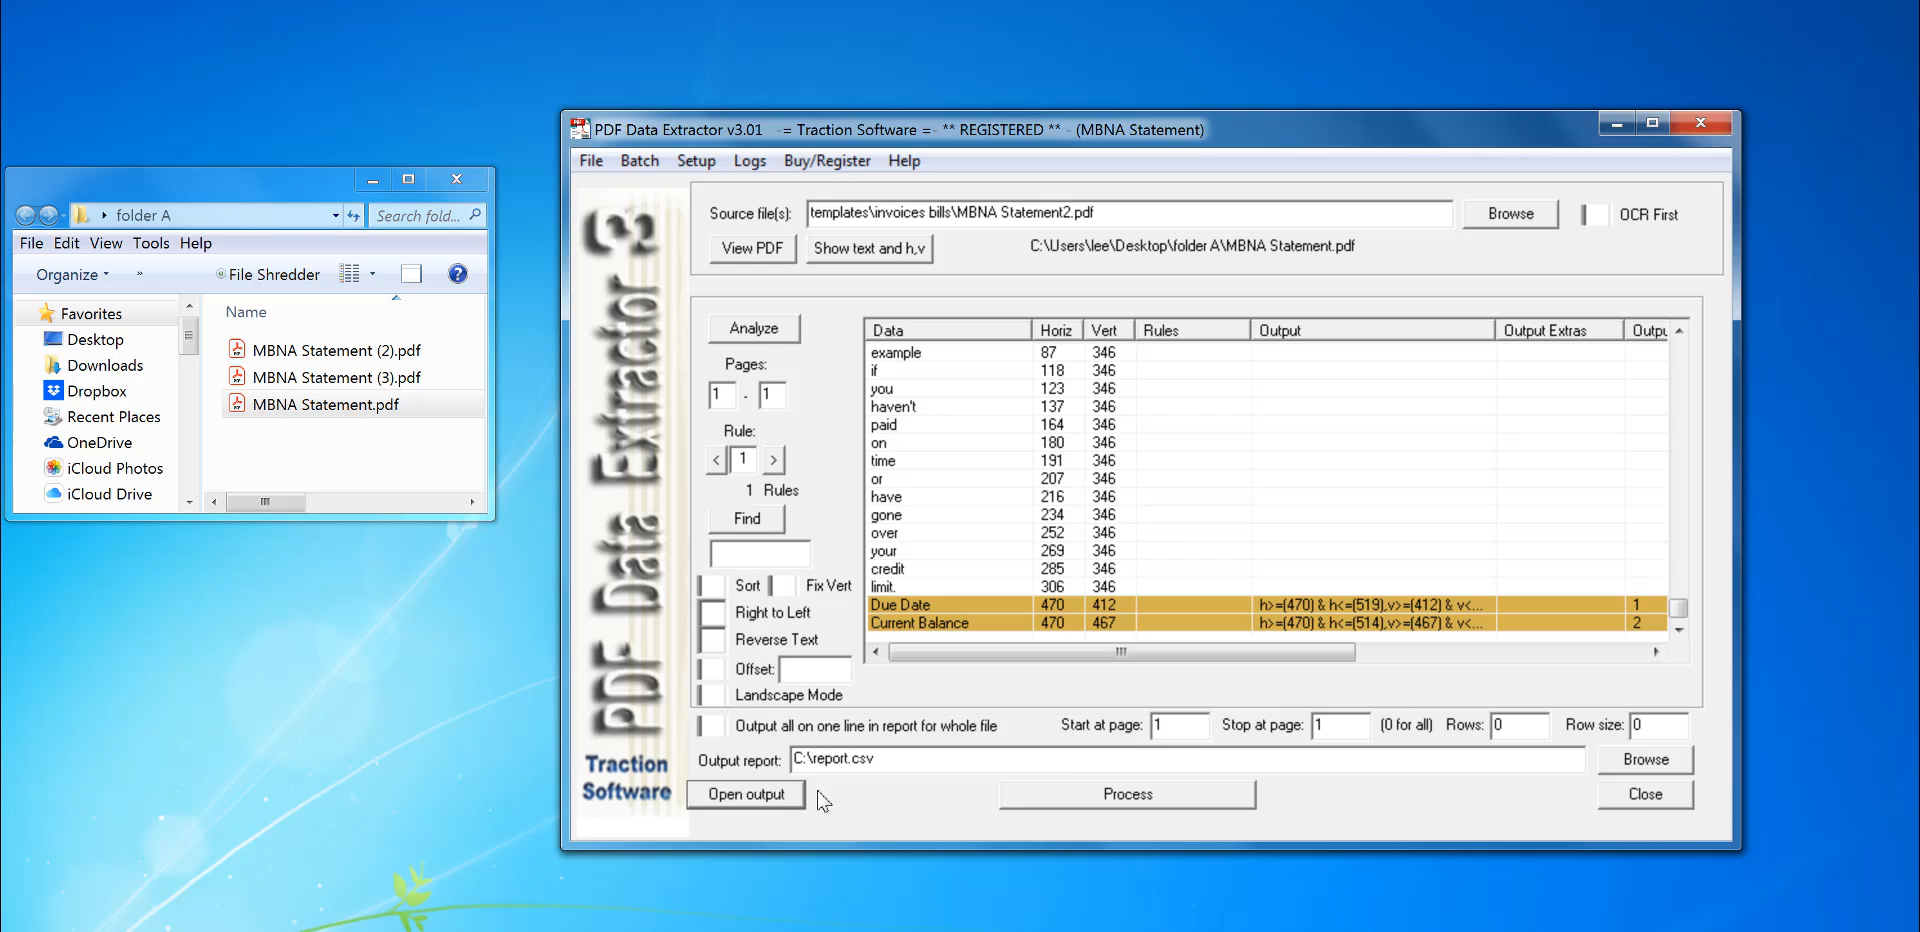 folder A
Search fold...
File Edit View Tools Help
Organize » File Shredder
Favorites
Desktop
Downloads
Dropbox
Recent Places
OneDrive
iCloud Photos
iCloud Drive
Name
MBNA Statement (2).pdf
MBNA Statement (3).pdf
MBNA Statement.pdf
PDF Data Extractor v3.01 -= Traction Software =- ** REGISTERED ** - (MBNA Statement)
File Batch Setup Logs Buy/Register Help
PDF Data Extractor 3
Traction
Software
Source file(s): templates\invoices bills\MBNA Statement2.pdf Browse OCR First
View PDF Show text and h,v C:\Users\lee\Desktop\folder A\MBNA Statement.pdf
Analyze
Pages:
1 - 1
Rule:
< 1 >
1 Rules
Find
Sort Fix Vert
Right to Left
Reverse Text
Offset:
Landscape Mode
Data Horiz Vert Rules Output Output Extras Outpu
example 87 346
if 118 346
you 123 346
haven't 137 346
paid 164 346
on 180 346
time 191 346
or 207 346
have 216 346
gone 234 346
over 252 346
your 269 346
credit 285 346
limit. 306 346
Due Date 470 412 h>=(470) & h<=(519),v>=(412) & v<... 1
Current Balance 470 467 h>=(470) & h<=(514),v>=(467) & v<... 2
Output all on one line in report for whole file Start at page: 1 Stop at page: 1 (0 for all) Rows: 0 Row size: 0
Output report: C:\report.csv Browse
Open output Process Close